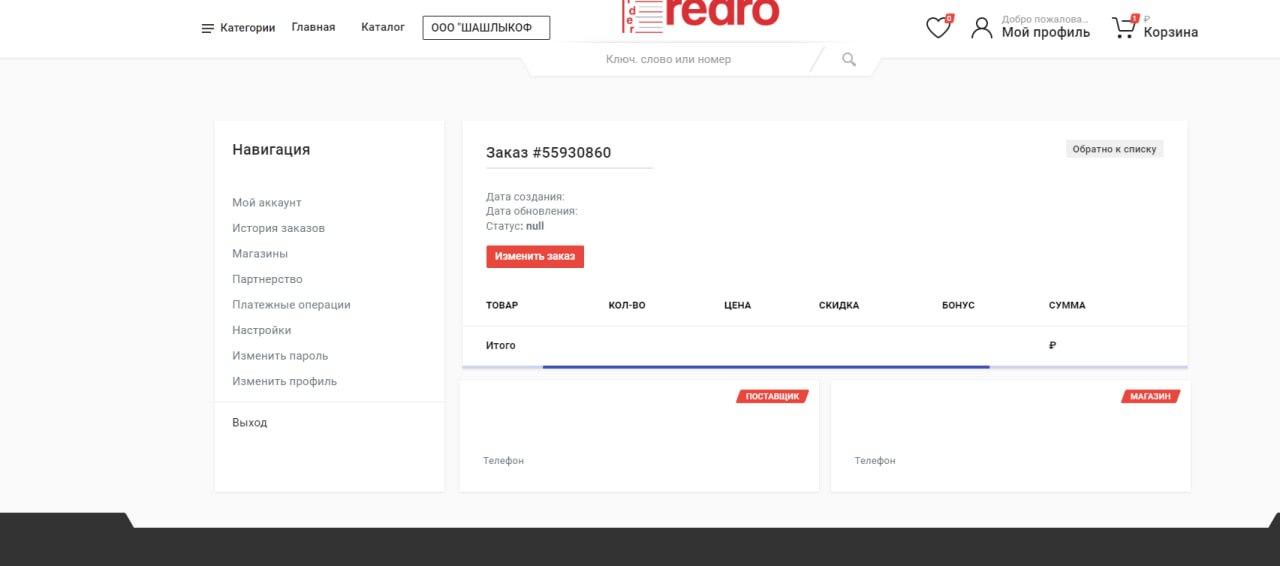 Категории
Главная
Каталог
ООО "ШАШЛЫКОФ
der
redro
0
Добро пожалова...
Мой профиль
1
₽
Корзина
Ключ. слово или номер
Навигация
Мой аккаунт
История заказов
Магазины
Партнерство
Платежные операции
Настройки
Изменить пароль
Изменить профиль
Выход
Заказ #55930860
Обратно к списку
Дата создания:
Дата обновления:
Статус: null
Изменить заказ
ТОВАР КОЛ-ВО ЦЕНА СКИДКА БОНУС СУММА
Итого ₽
ПОСТАВЩИК
Телефон
МАГАЗИН
Телефон